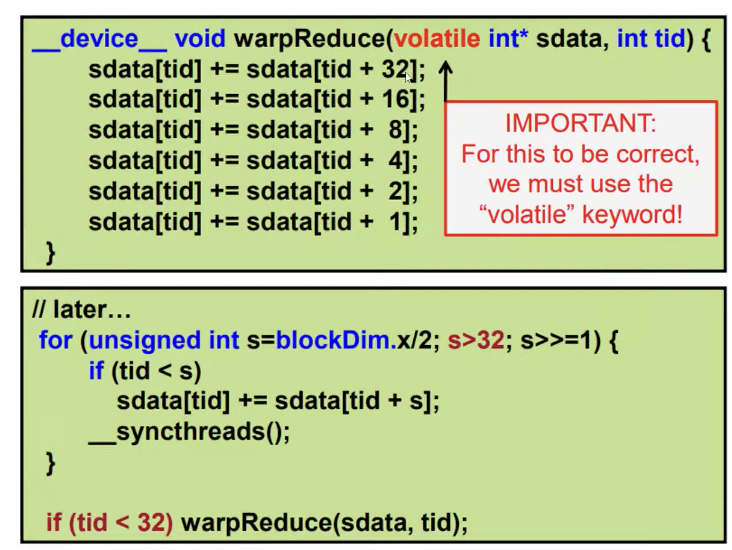 __device__ void warpReduce(volatile int* sdata, int tid) {
sdata[tid] += sdata[tid + 32];
sdata[tid] += sdata[tid + 16];
sdata[tid] += sdata[tid + 8];
sdata[tid] += sdata[tid + 4];
sdata[tid] += sdata[tid + 2];
sdata[tid] += sdata[tid + 1];
}
IMPORTANT:
For this to be correct,
we must use the
“volatile” keyword!
// later…
for (unsigned int s=blockDim.x/2; s>32; s>>=1) {
if (tid < s)
sdata[tid] += sdata[tid + s];
__syncthreads();
}
if (tid < 32) warpReduce(sdata, tid);